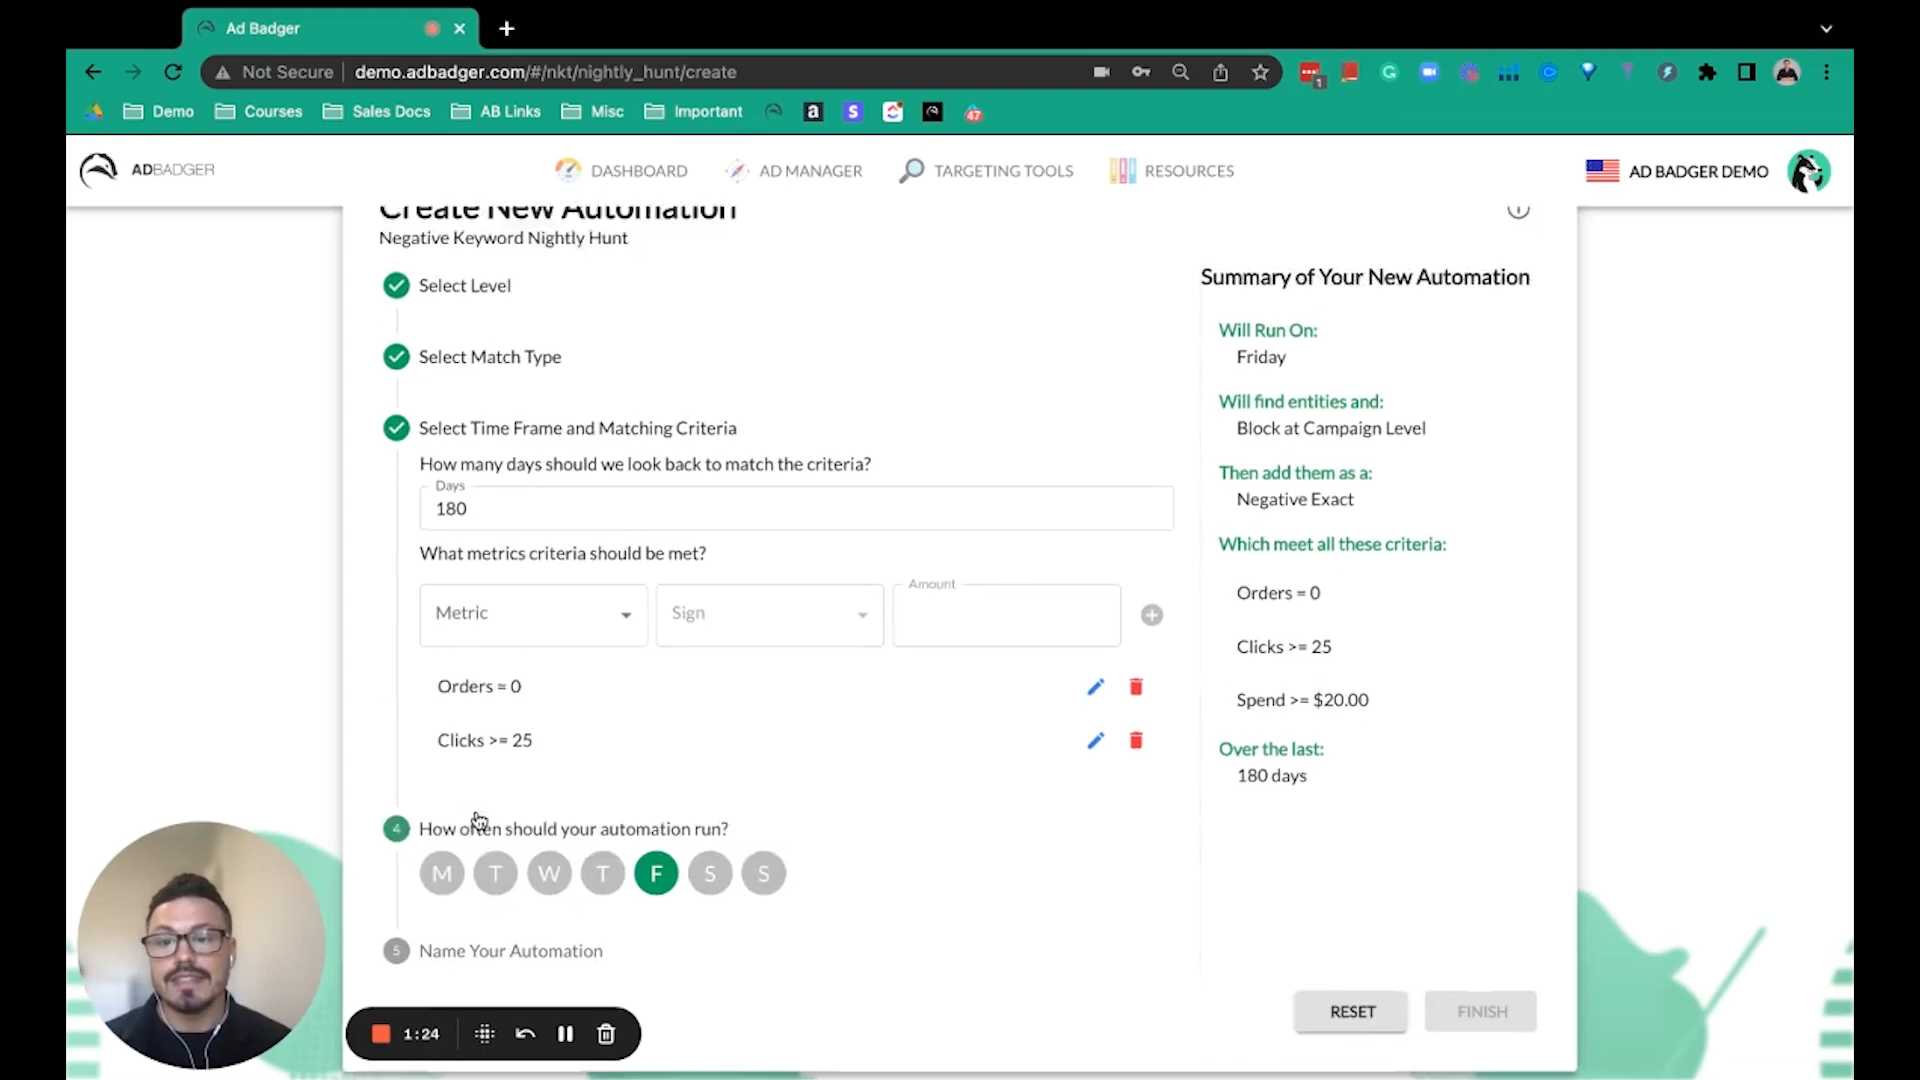 Ad Badger
Not Secure
demo.adbadger.com/#/nkt/nightly_hunt/create
1
Demo
Courses
Sales Docs
AB Links
Misc
Important
a
S
47
ADBADGER
DASHBOARD
AD MANAGER
TARGETING TOOLS
RESOURCES
AD BADGER DEMO
Create New Automation
Negative Keyword Nightly Hunt
Select Level
Select Match Type
Select Time Frame and Matching Criteria
How many days should we look back to match the criteria?
Days
180
What metrics criteria should be met?
Metric
Sign
Amount
Orders = 0
Clicks >= 25
4
How often should your automation run?
M T W T F S S
5
Name Your Automation
Summary of Your New Automation
Will Run On:
Friday
Will find entities and:
Block at Campaign Level
Then add them as a:
Negative Exact
Which meet all these criteria:
Orders = 0
Clicks >= 25
Spend >= $20.00
Over the last:
180 days
RESET
FINISH
1:24